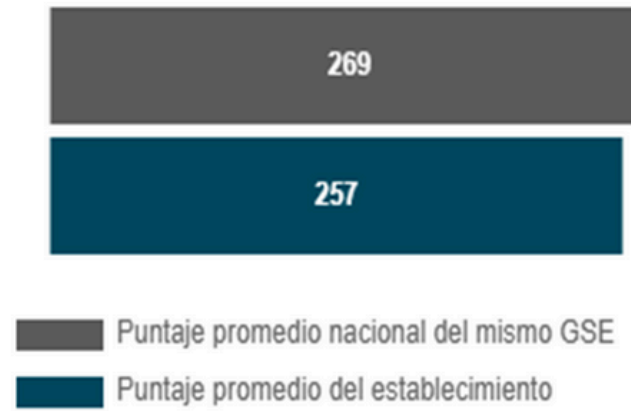 269
257
Puntaje promedio nacional del mismo GSE
Puntaje promedio del establecimiento